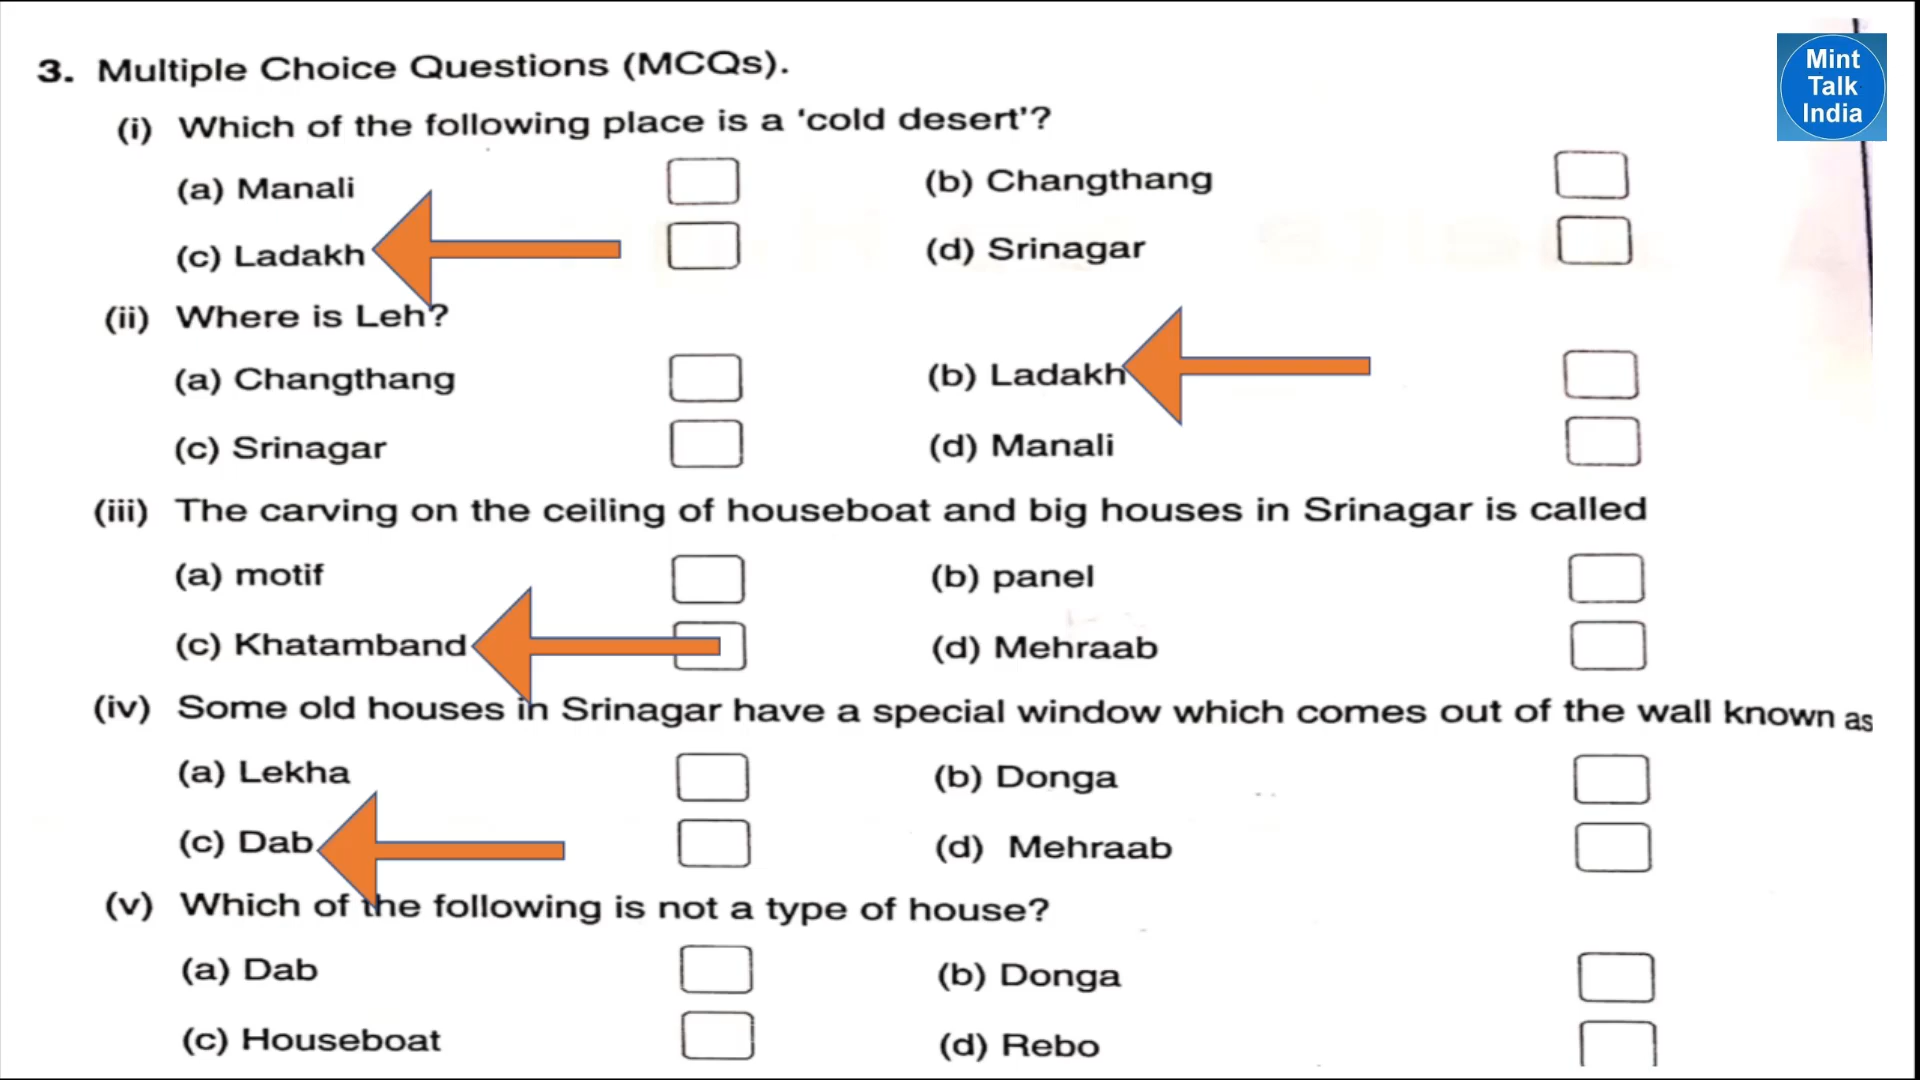 3. Multiple Choice Questions (MCQs).
Mint
Talk
India
(i) Which of the following place is a 'cold desert'?
(a) Manali (b) Changthang
(c) Ladakh (d) Srinagar
(ii) Where is Leh?
(a) Changthang (b) Ladakh
(c) Srinagar (d) Manali
(iii) The carving on the ceiling of houseboat and big houses in Srinagar is called
(a) motif (b) panel
(c) Khatamband (d) Mehraab
(iv) Some old houses in Srinagar have a special window which comes out of the wall known as
(a) Lekha (b) Donga
(c) Dab (d) Mehraab
(v) Which of the following is not a type of house?
(a) Dab (b) Donga
(c) Houseboat (d) Rebo